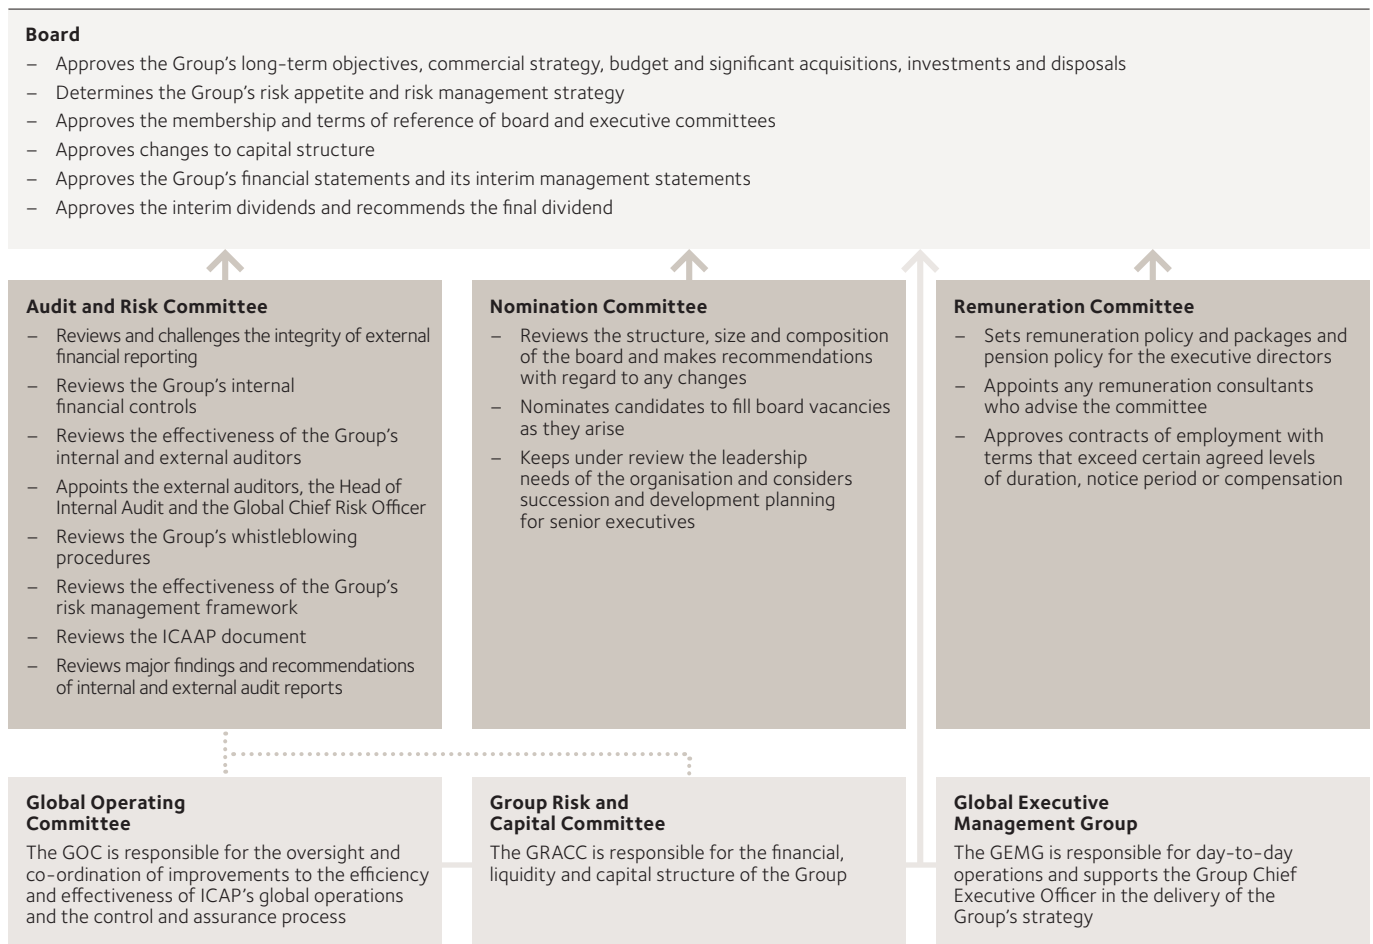 Board
– Approves the Group’s long-term objectives, commercial strategy, budget and significant acquisitions, investments and disposals
– Determines the Group’s risk appetite and risk management strategy
– Approves the membership and terms of reference of board and executive committees
– Approves changes to capital structure
– Approves the Group’s financial statements and its interim management statements
– Approves the interim dividends and recommends the final dividend
Audit and Risk Committee
– Reviews and challenges the integrity of external
financial reporting
– Reviews the Group’s internal
financial controls
– Reviews the effectiveness of the Group’s
internal and external auditors
– Appoints the external auditors, the Head of
Internal Audit and the Global Chief Risk Officer
– Reviews the Group’s whistleblowing
procedures
– Reviews the effectiveness of the Group’s
risk management framework
– Reviews the ICAAP document
– Reviews major findings and recommendations
of internal and external audit reports
Nomination Committee
– Reviews the structure, size and composition
of the board and makes recommendations
with regard to any changes
– Nominates candidates to fill board vacancies
as they arise
– Keeps under review the leadership
needs of the organisation and considers
succession and development planning
for senior executives
Remuneration Committee
– Sets remuneration policy and packages and
pension policy for the executive directors
– Appoints any remuneration consultants
who advise the committee
– Approves contracts of employment with
terms that exceed certain agreed levels
of duration, notice period or compensation
Global Operating
Committee
The GOC is responsible for the oversight and
co-ordination of improvements to the efficiency
and effectiveness of ICAP’s global operations
and the control and assurance process
Group Risk and
Capital Committee
The GRACC is responsible for the financial,
liquidity and capital structure of the Group
Global Executive
Management Group
The GEMG is responsible for day-to-day
operations and supports the Group Chief
Executive Officer in the delivery of the
Group’s strategy